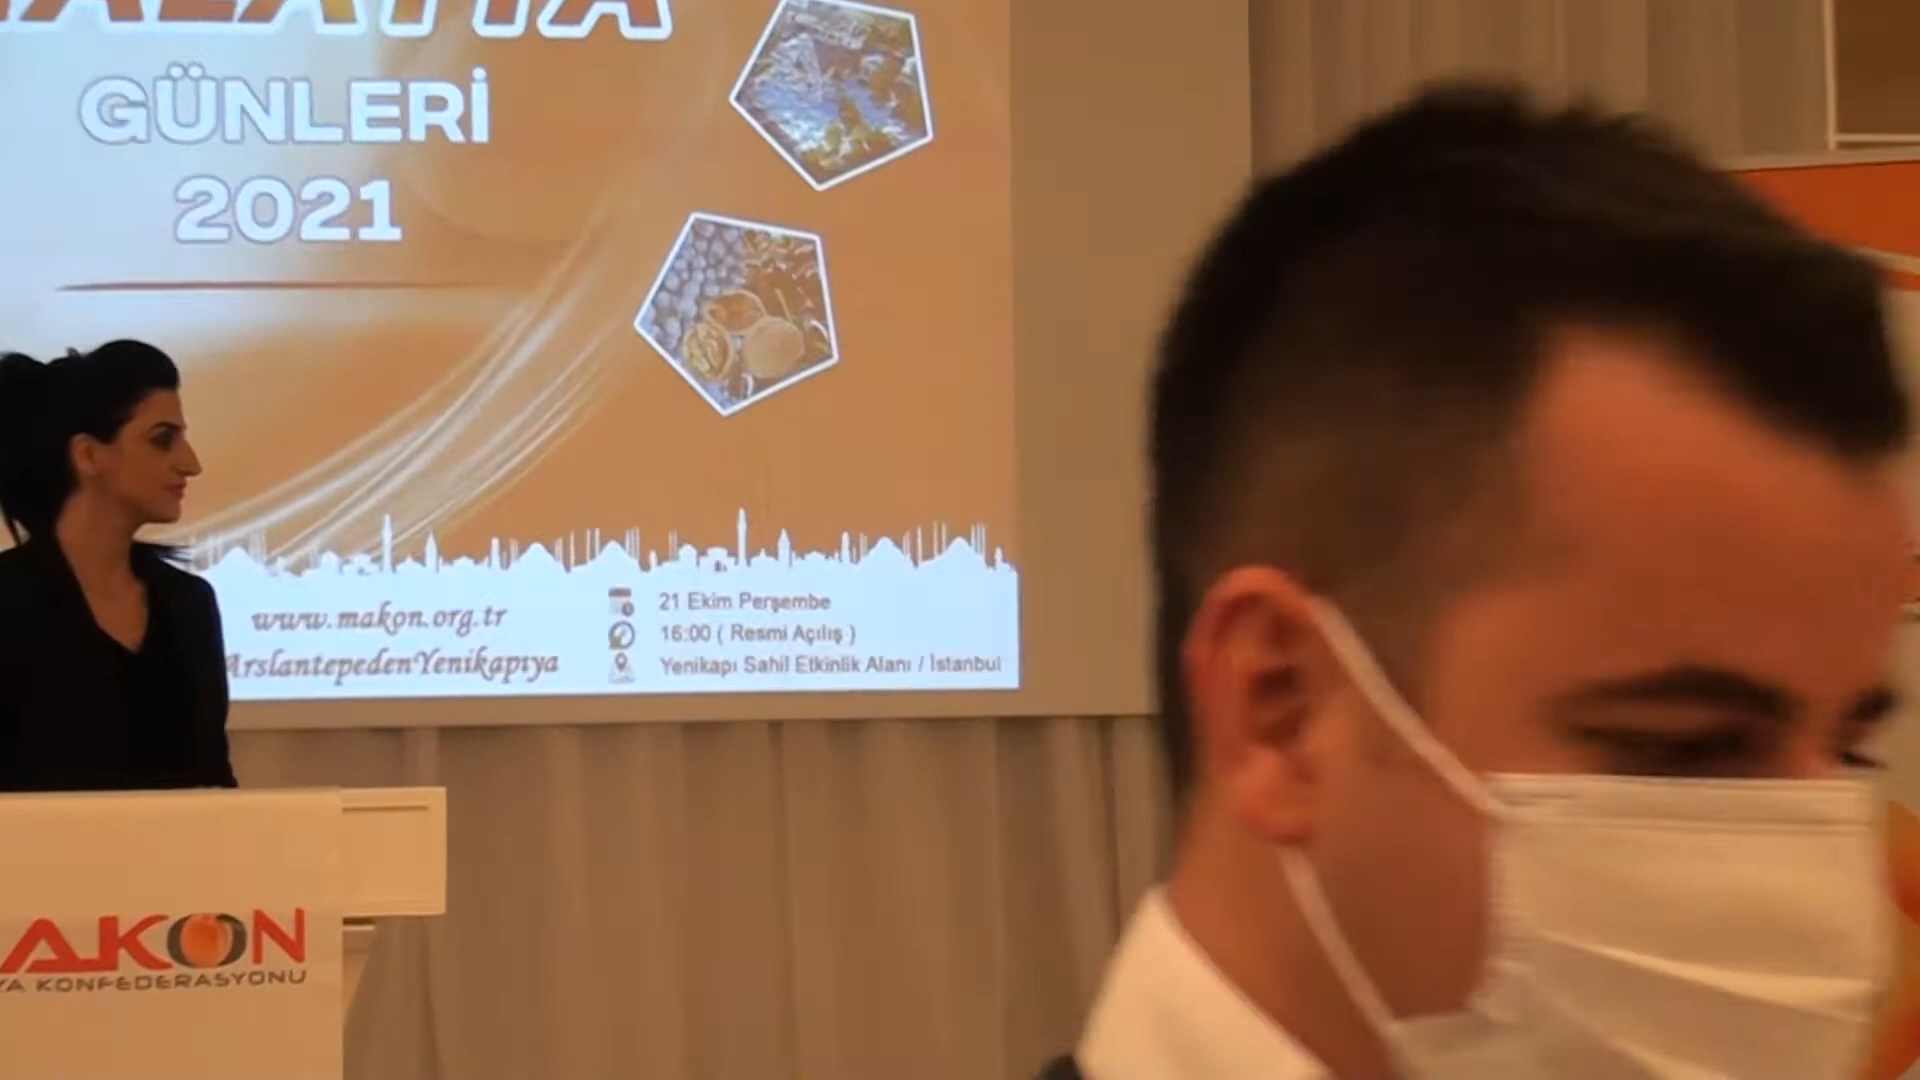 MALATYA
GÜNLERİ
2021
www.makon.org.tr
ArslantepedenYenikapıya
21 Ekim Perşembe
16:00 ( Resmi Açılış )
Yenikapı Sahil Etkinlik Alanı / İstanbul
AKON
YA KONFEDERASYONU